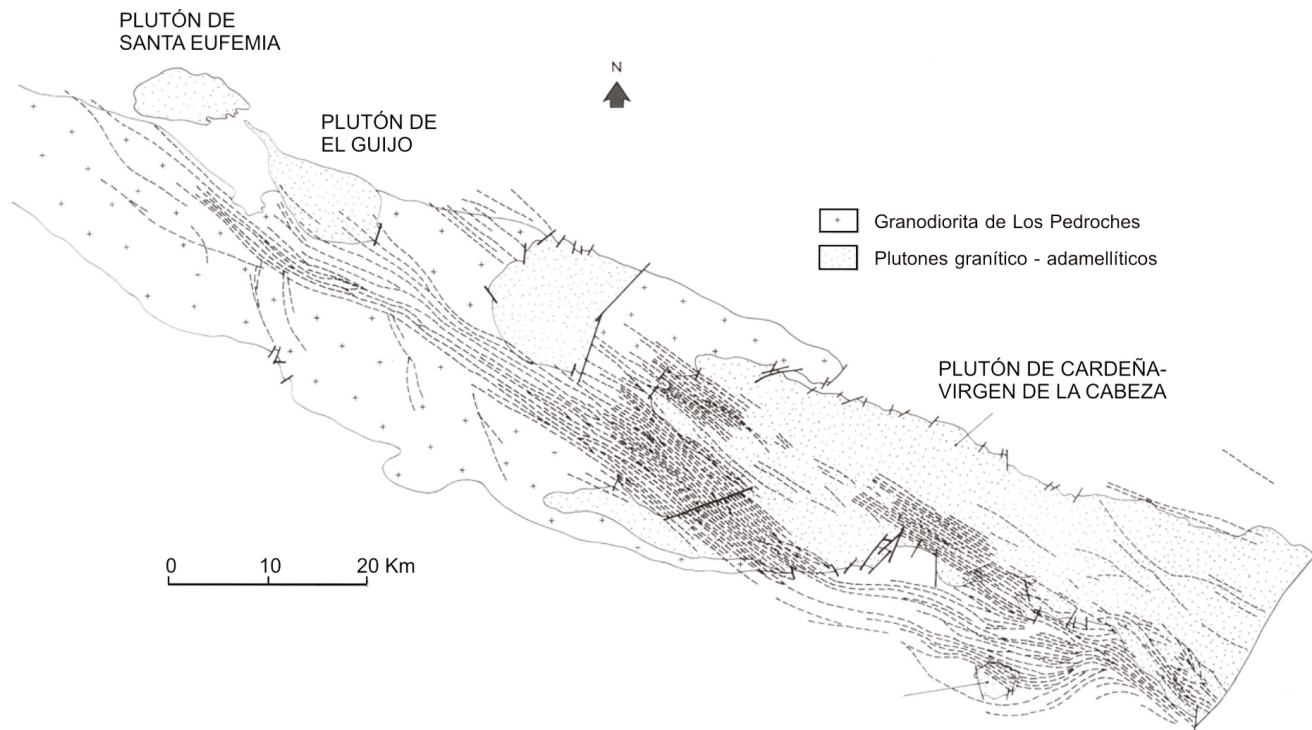 PLUTÓN DE
SANTA EUFEMIA
N
PLUTÓN DE
EL GUIJO
Granodiorita de Los Pedroches
Plutones granítico - adamellíticos
PLUTÓN DE CARDEÑA-
VIRGEN DE LA CABEZA
0 10 20 Km